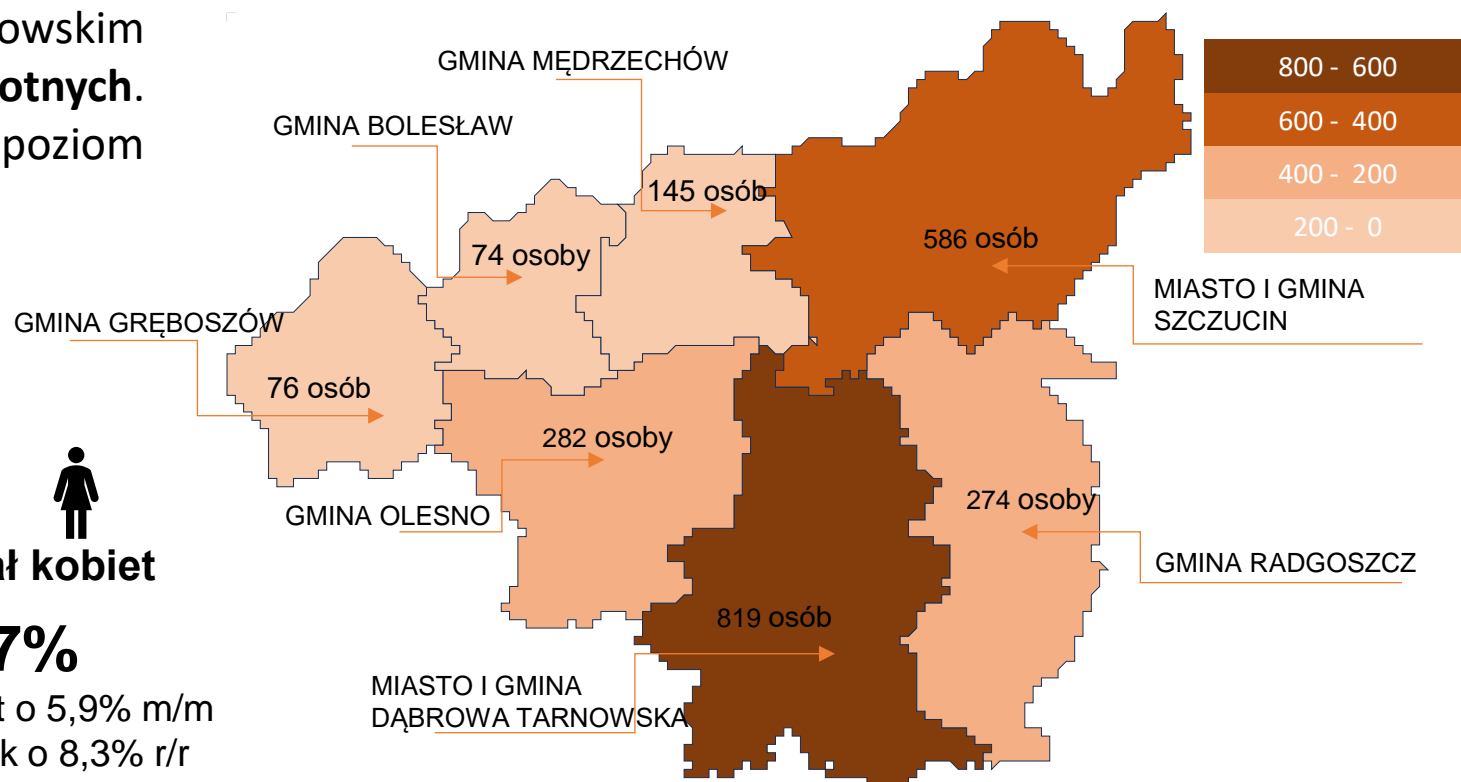 owskim
otnych.
poziom
GMINA MĘDRZECHÓW
GMINA BOLESŁAW
145 osób
74 osoby
586 osób
800 - 600
600 - 400
400 - 200
200 - 0
MIASTO I GMINA
SZCZUCIN
GMINA GRĘBOSZÓW
76 osób
282 osoby
274 osoby
GMINA OLESNO
GMINA RADGOSZCZ
819 osób
MIASTO I GMINA
DĄBROWA TARNOWSKA
ał kobiet
7%
t o 5,9% m/m
k o 8,3% r/r